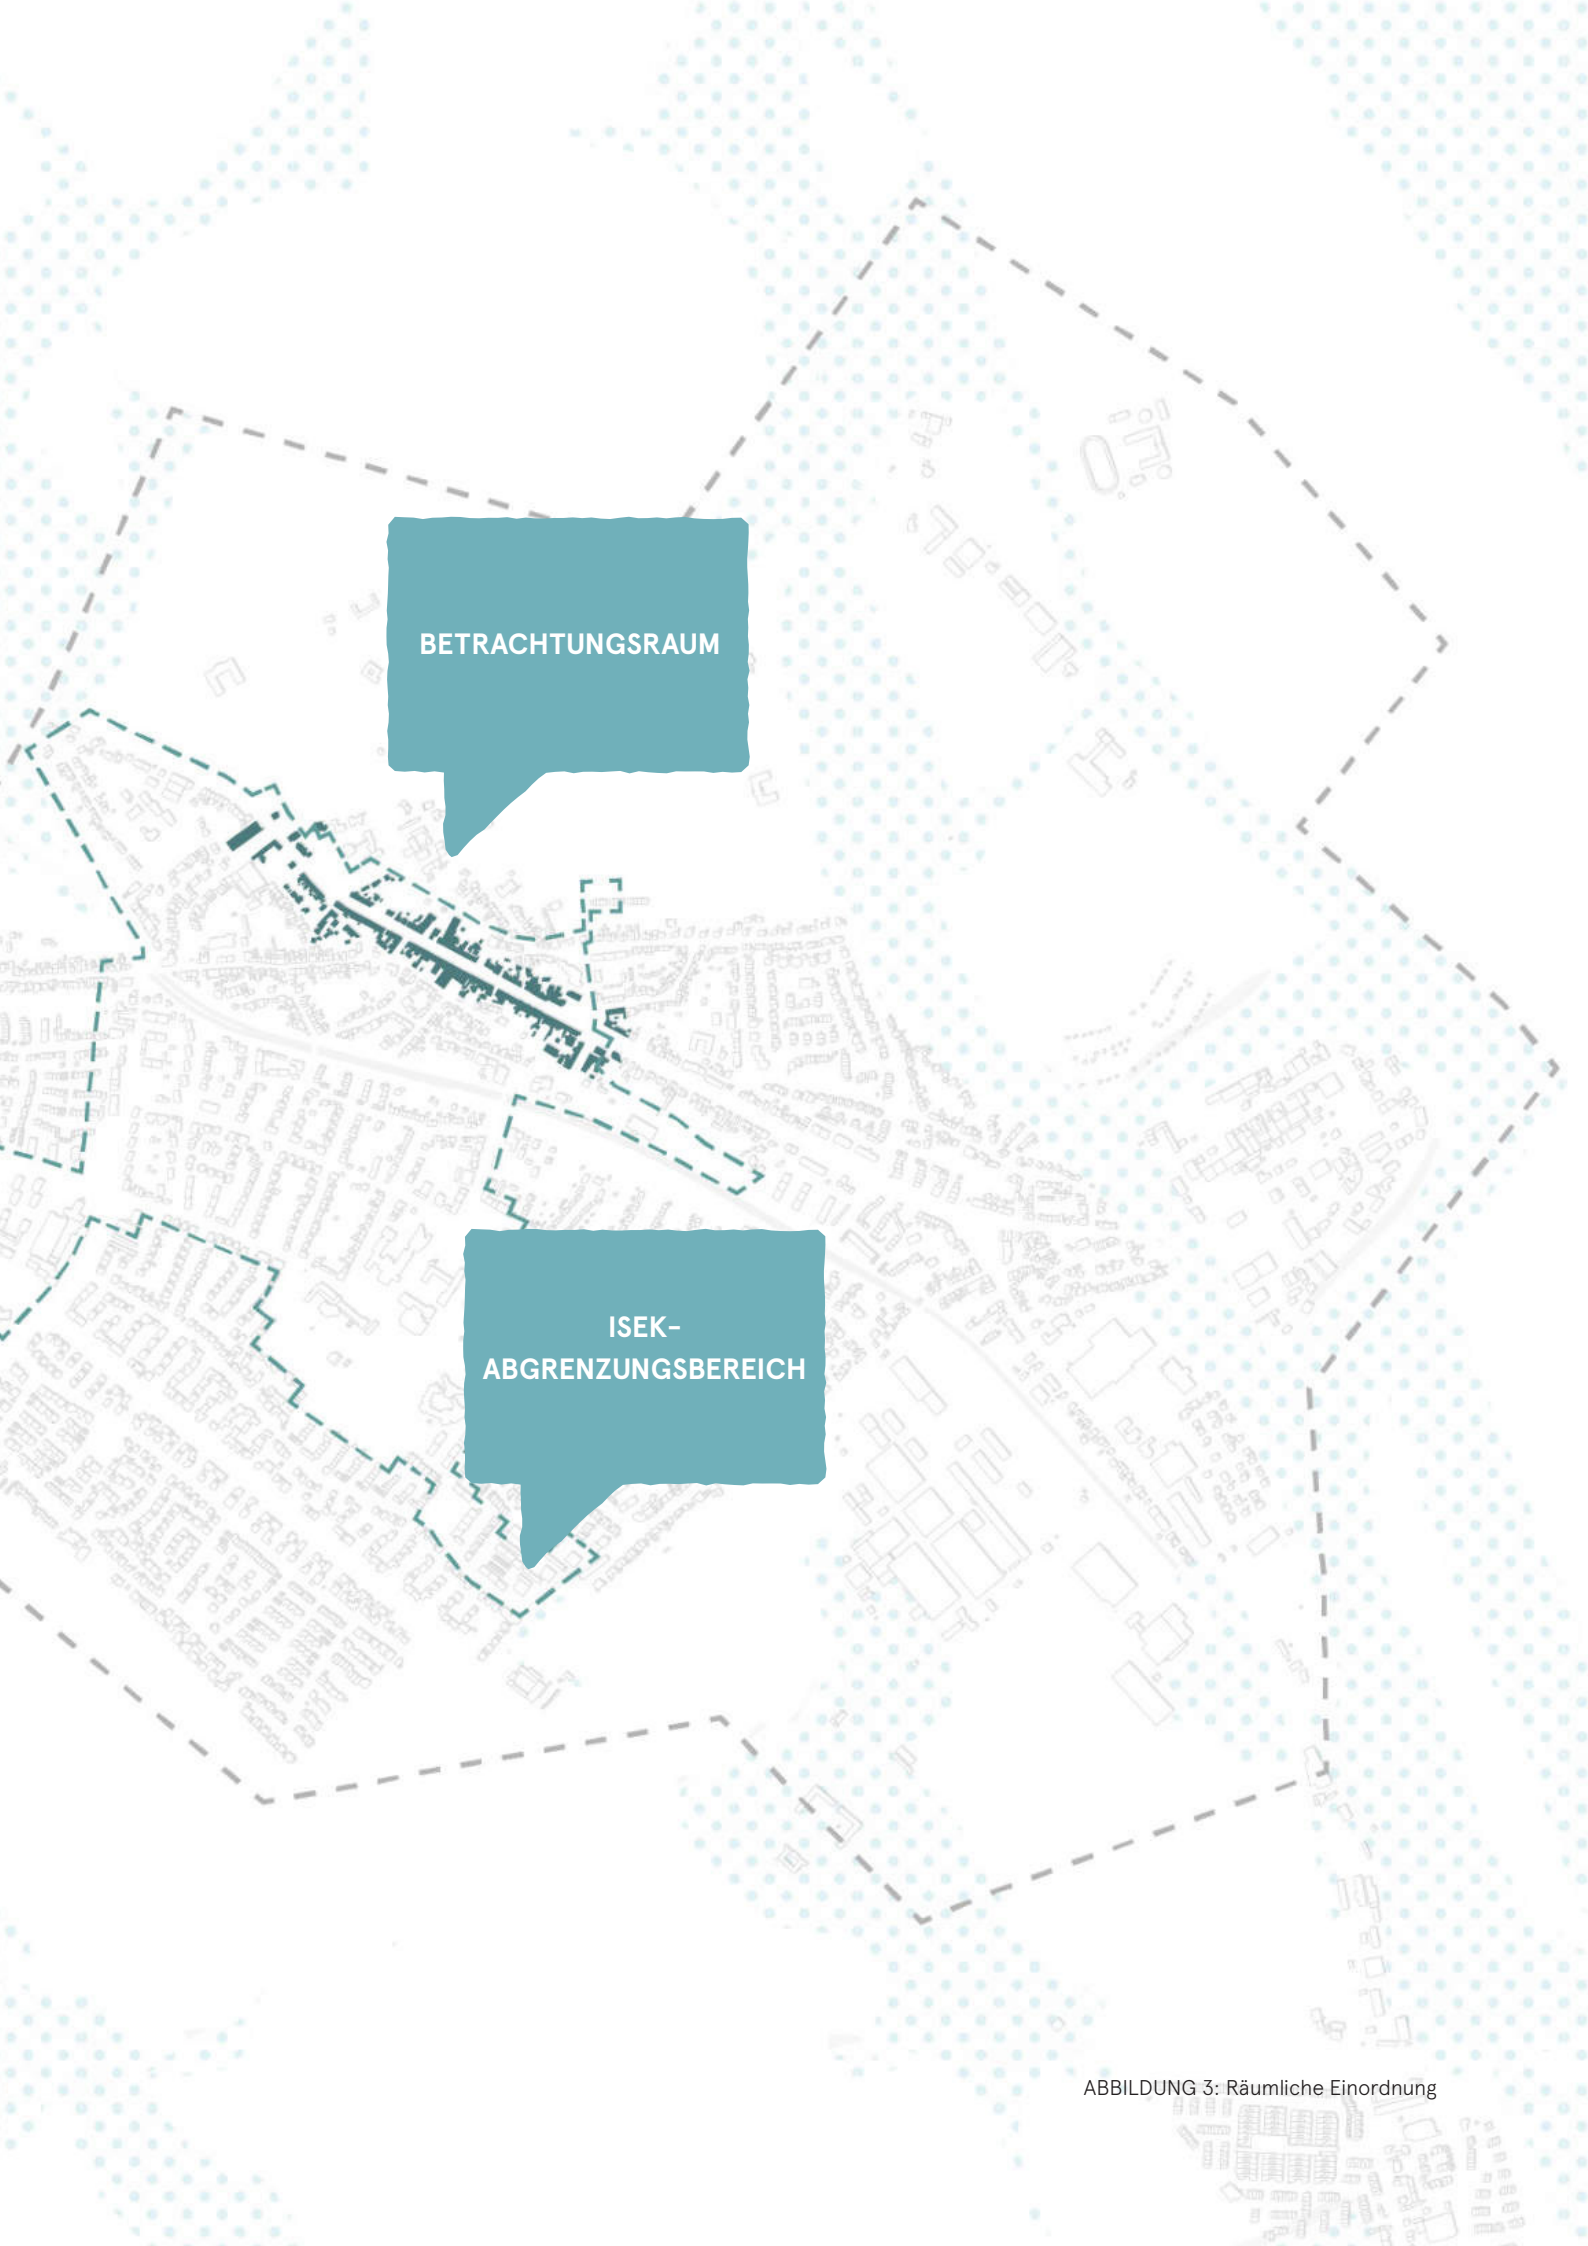 BETRACHTUNGSRAUM
ISEK-
ABGRENZUNGSBEREICH
ABBILDUNG 3: Räumliche Einordnung